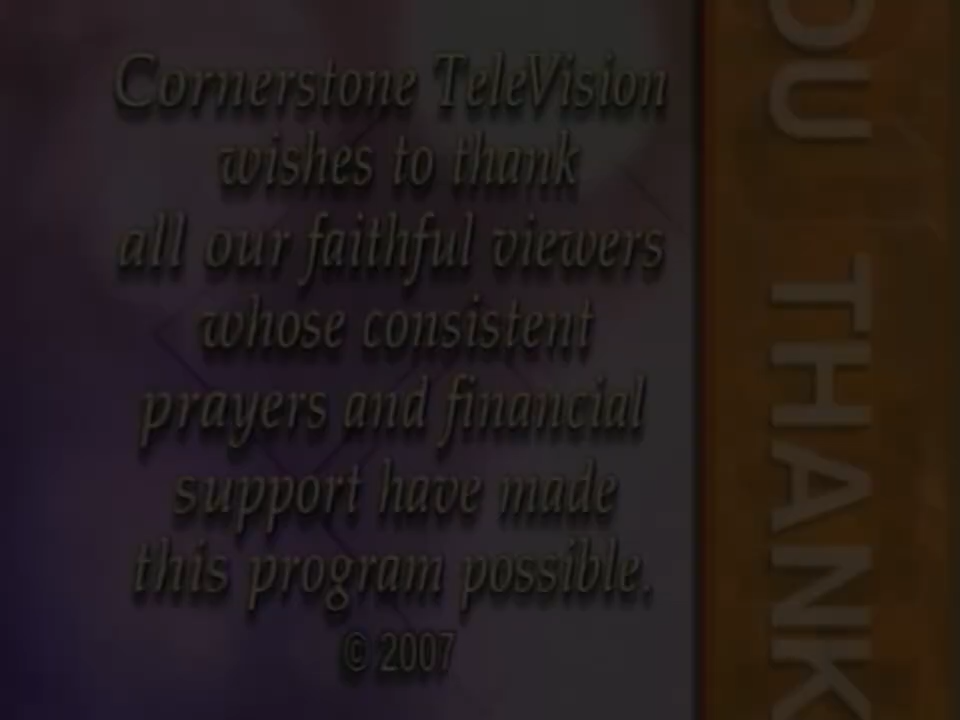 Cornerstone TeleVision
wishes to thank
all our faithful viewers
whose consistent
prayers and financial
support have made
this program possible.
© 2007
OU THANK